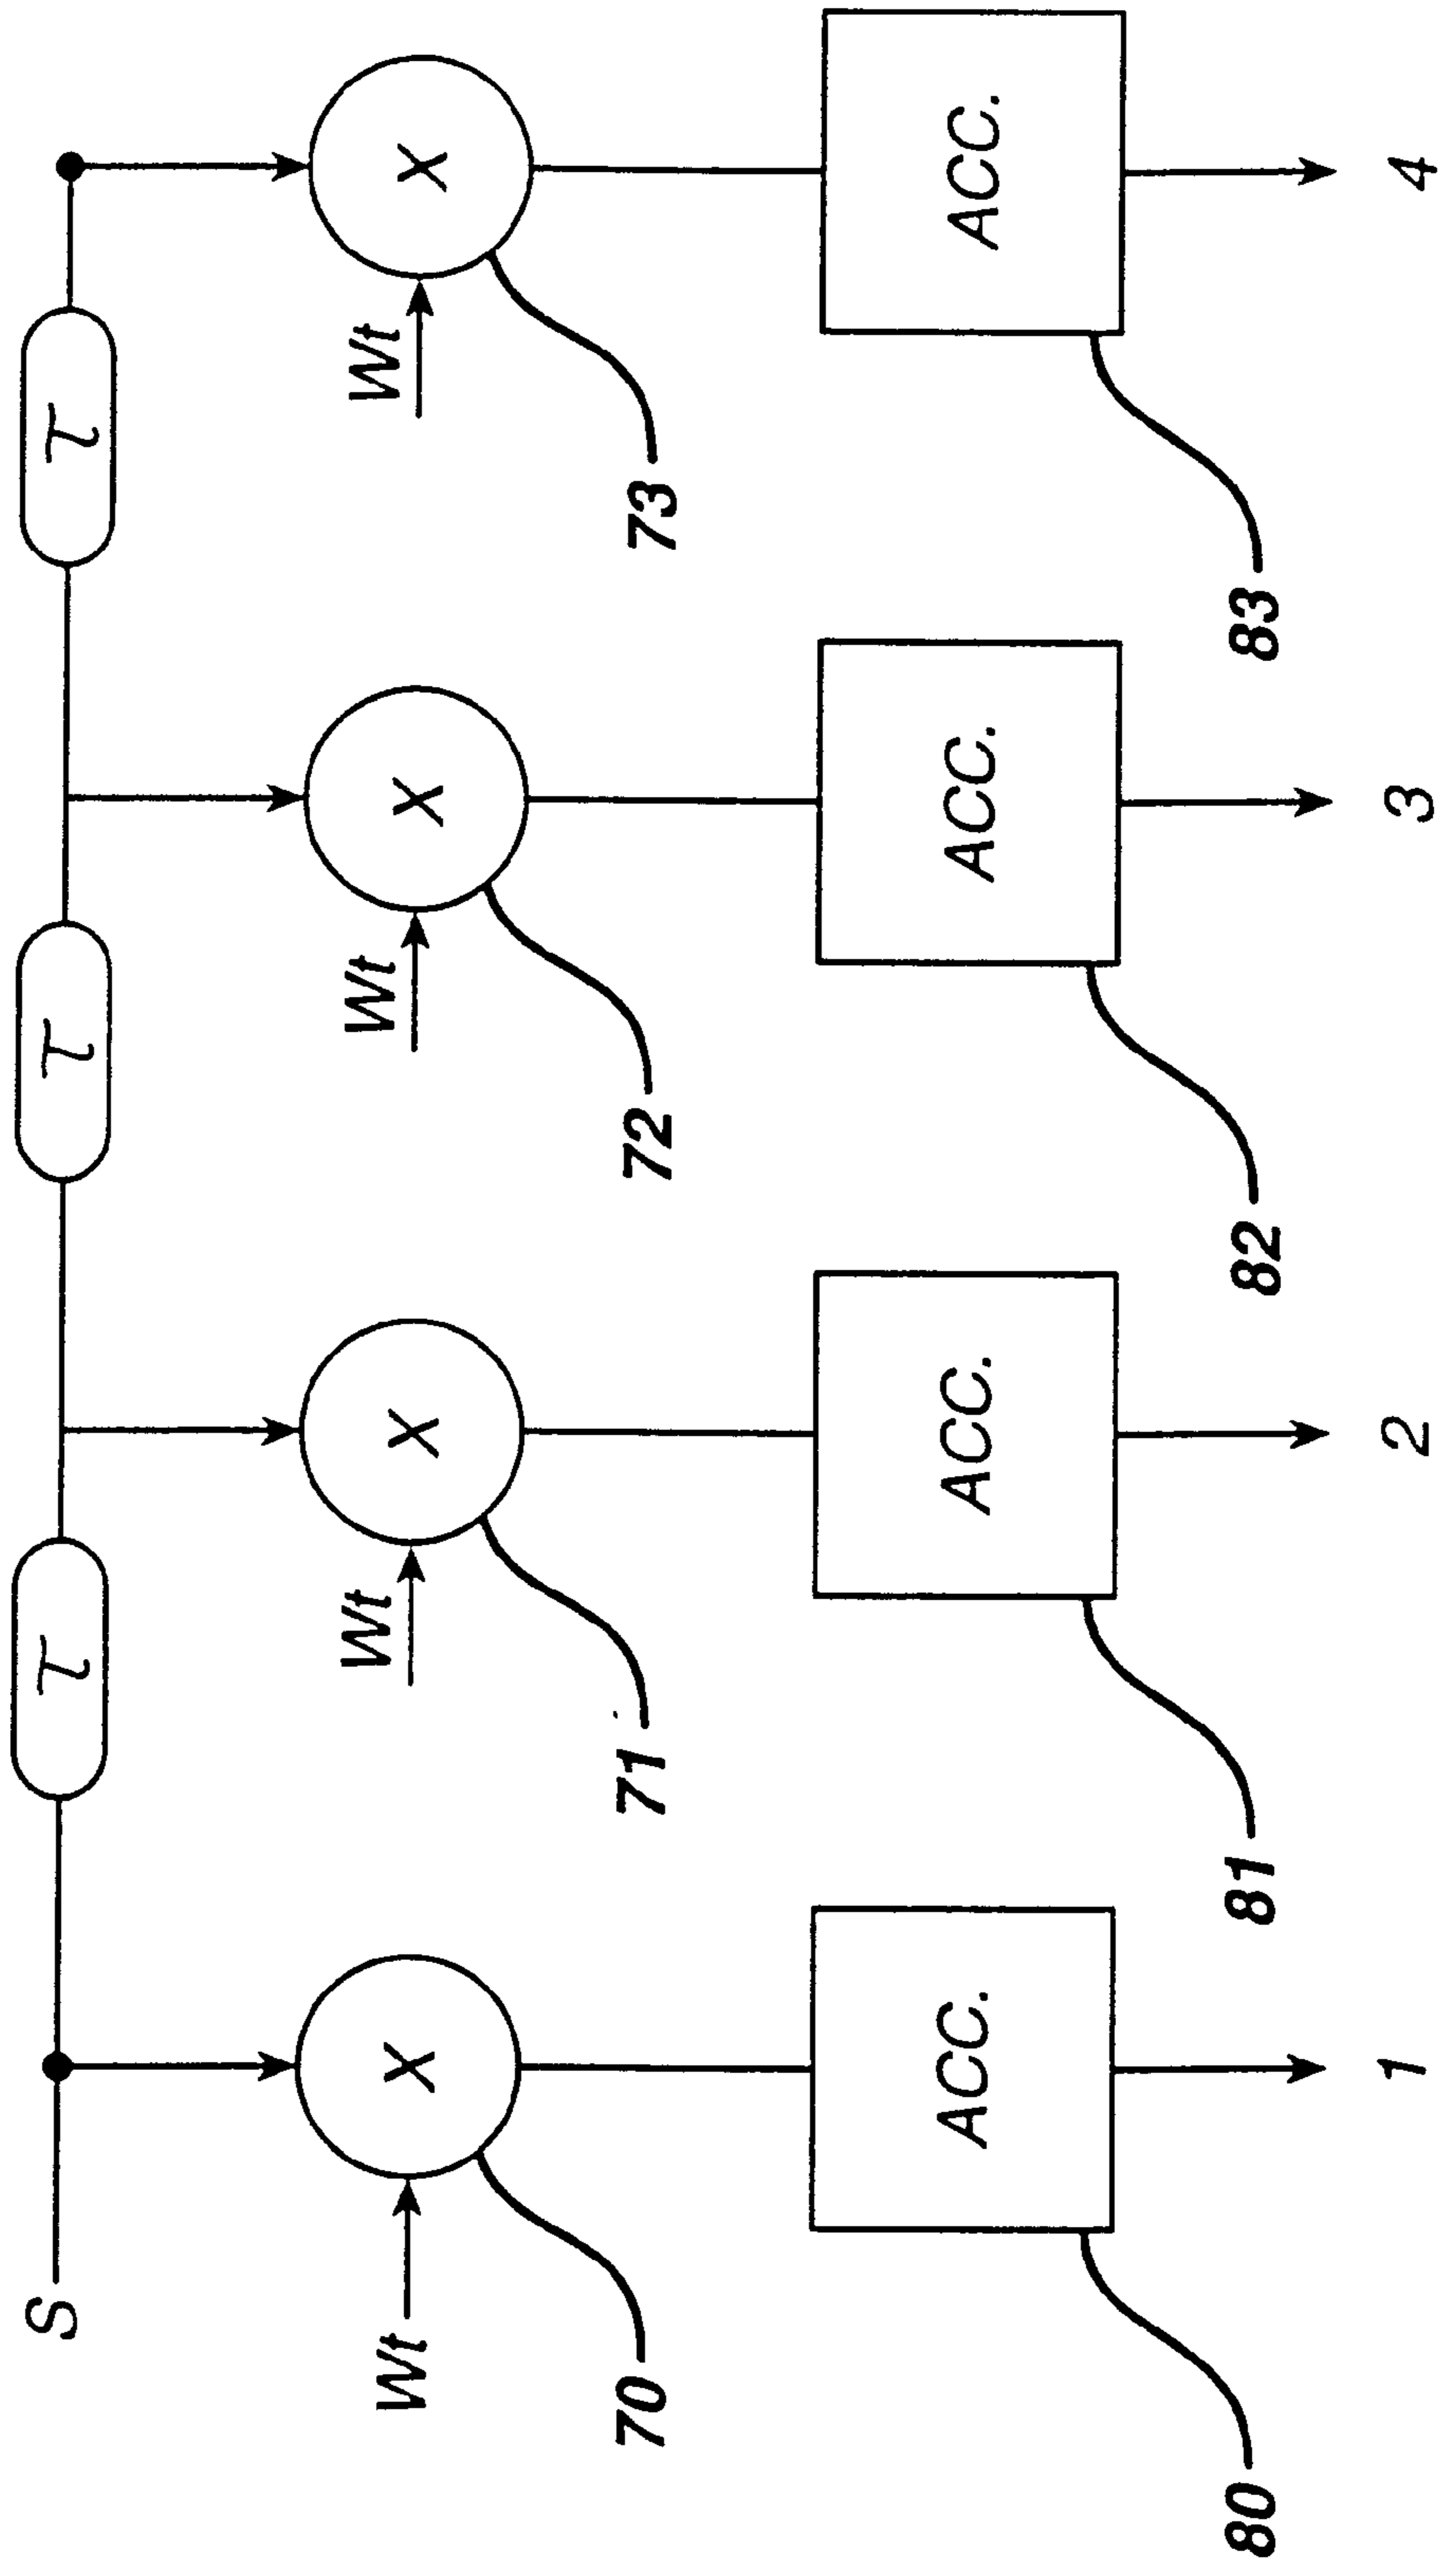 S
τ τ τ
Wt X Wt X Wt X Wt X
70 71 72 73
ACC. ACC. ACC. ACC.
80 81 82 83
1 2 3 4